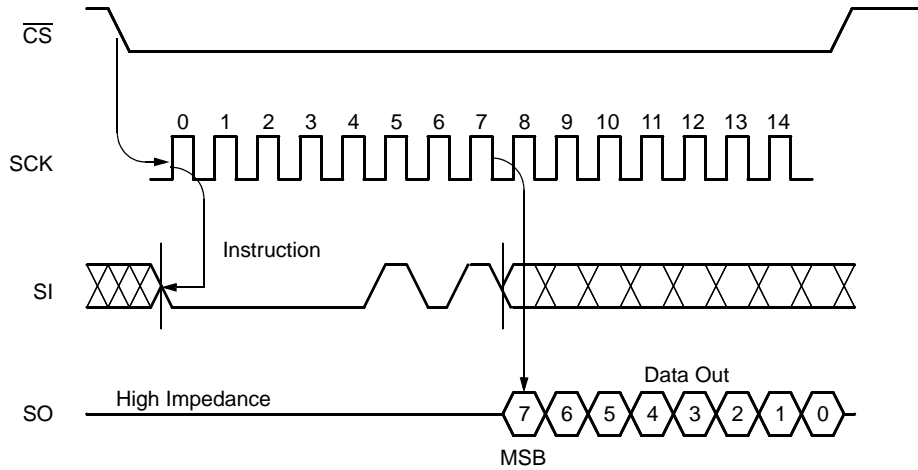 CS
0 1 2 3 4 5 6 7 8 9 10 11 12 13 14
SCK
Instruction
SI
Data Out
High Impedance
SO
7 6 5 4 3 2 1 0
MSB